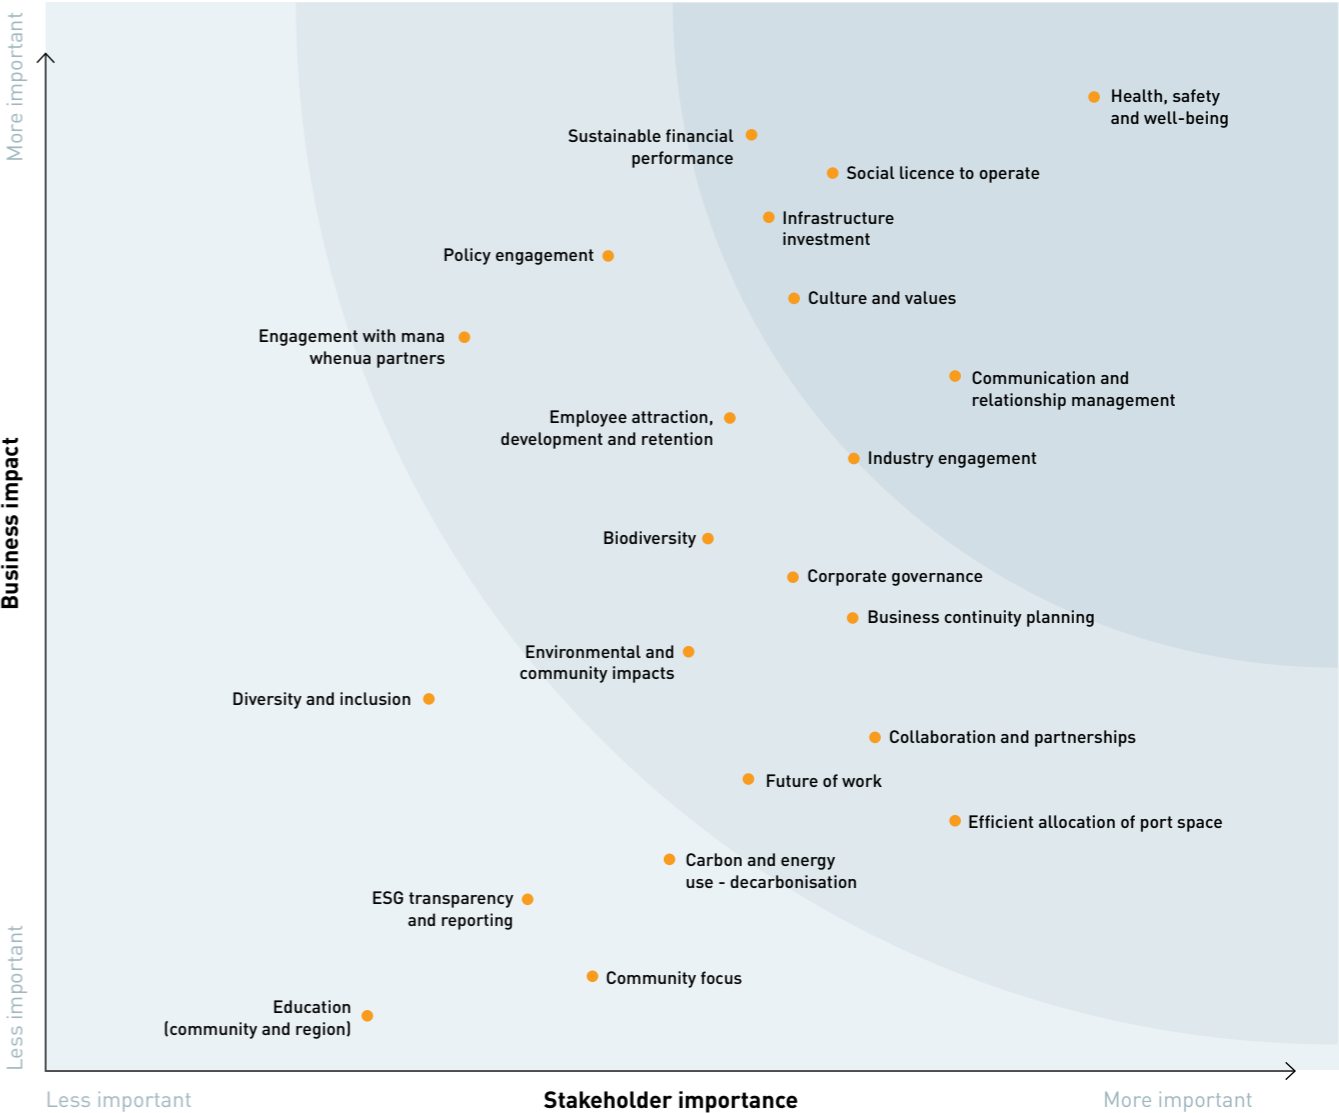 More important
Health, safety
and well-being
Sustainable financial
performance
Social licence to operate
Infrastructure
investment
Policy engagement
Culture and values
Engagement with mana
whenua partners
Communication and
relationship management
Employee attraction,
development and retention
Industry engagement
Business impact
Biodiversity
Corporate governance
Business continuity planning
Environmental and
community impacts
Diversity and inclusion
Collaboration and partnerships
Future of work
Efficient allocation of port space
Carbon and energy
use - decarbonisation
ESG transparency
and reporting
Community focus
Education
(community and region)
Less important
Less important
Stakeholder importance
More important